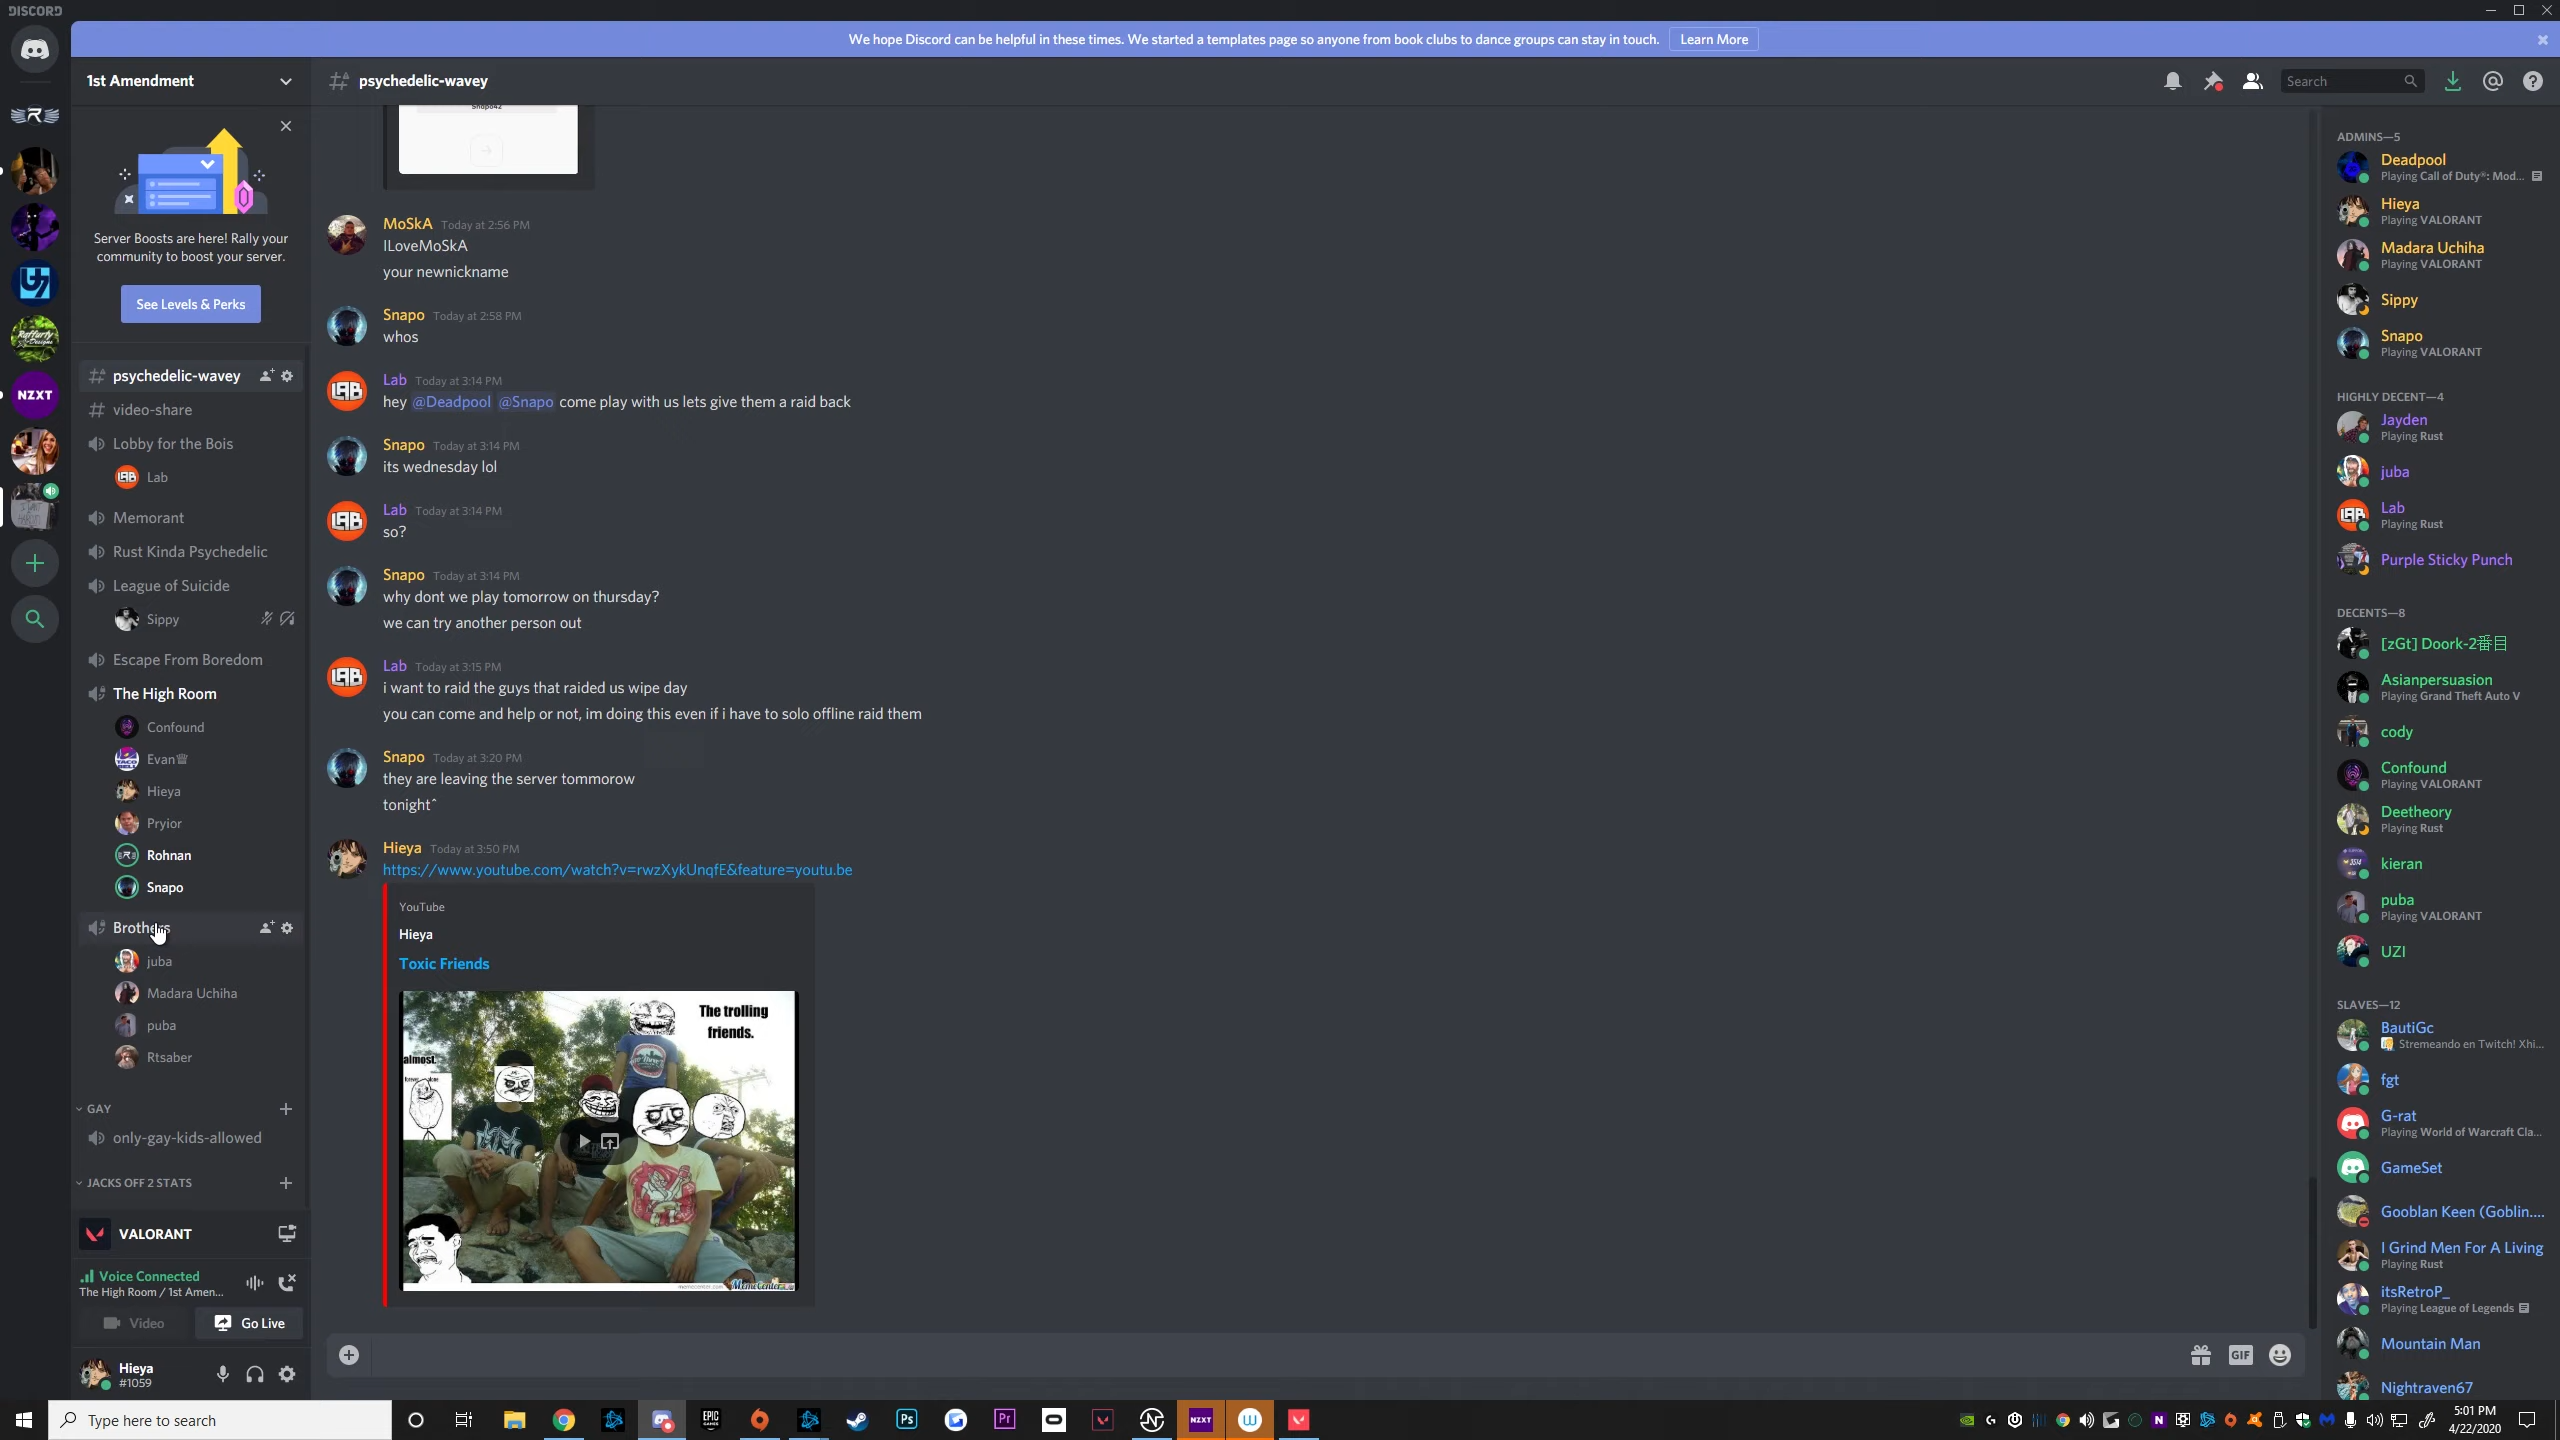 DISCORD
We hope Discord can be helpful in these times. We started a templates page so anyone from book clubs to dance groups can stay in touch. Learn More
1st Amendment
psychedelic-wavey
Search
Server Boosts are here! Rally your
community to boost your server.
See Levels & Perks
NZXT
psychedelic-wavey
video-share
Lobby for the Bois
Lab
Memorant
Rust Kinda Psychedelic
League of Suicide
Sippy
Escape From Boredom
The High Room
Confound
Evan♕
Hieya
Pryior
Rohnan
Snapo
Brothers
juba
Madara Uchiha
puba
Rtsaber
GAY
only-gay-kids-allowed
JACKS OFF 2 STATS
VALORANT
Voice Connected
The High Room / 1st Amen...
Video
Go Live
Hieya
#1059
Snapo42
MoSkA Today at 2:56 PM
ILoveMoSkA
your newnickname
Snapo Today at 2:58 PM
whos
Lab Today at 3:14 PM
hey @Deadpool @Snapo come play with us lets give them a raid back
Snapo Today at 3:14 PM
its wednesday lol
Lab Today at 3:14 PM
so?
Snapo Today at 3:14 PM
why dont we play tomorrow on thursday?
we can try another person out
Lab Today at 3:15 PM
i want to raid the guys that raided us wipe day
you can come and help or not, im doing this even if i have to solo offline raid them
Snapo Today at 3:20 PM
they are leaving the server tommorow
tonight^
Hieya Today at 3:50 PM
https://www.youtube.com/watch?v=rwzXykUnqfE&feature=youtu.be
YouTube
Hieya
Toxic Friends
The trolling
friends.
almost.
MemeCenter
GIF
ADMINS—5
Deadpool
Playing Call of Duty®: Mod...
Hieya
Playing VALORANT
Madara Uchiha
Playing VALORANT
Sippy
Snapo
Playing VALORANT
HIGHLY DECENT—4
Jayden
Playing Rust
juba
Lab
Playing Rust
Purple Sticky Punch
DECENTS—8
[zGt] Doork-2番目
Asianpersuasion
Playing Grand Theft Auto V
cody
Confound
Playing VALORANT
Deetheory
Playing Rust
kieran
puba
Playing VALORANT
UZI
SLAVES—12
BautiGc
Stremeando en Twitch! Xhi...
fgt
G-rat
Playing World of Warcraft Cla...
GameSet
Gooblan Keen (Goblin....
I Grind Men For A Living
Playing Rust
itsRetroP_
Playing League of Legends
Mountain Man
Nightraven67
Type here to search
EPIC
Ps
Pr
NZXT
5:01 PM
4/22/2020